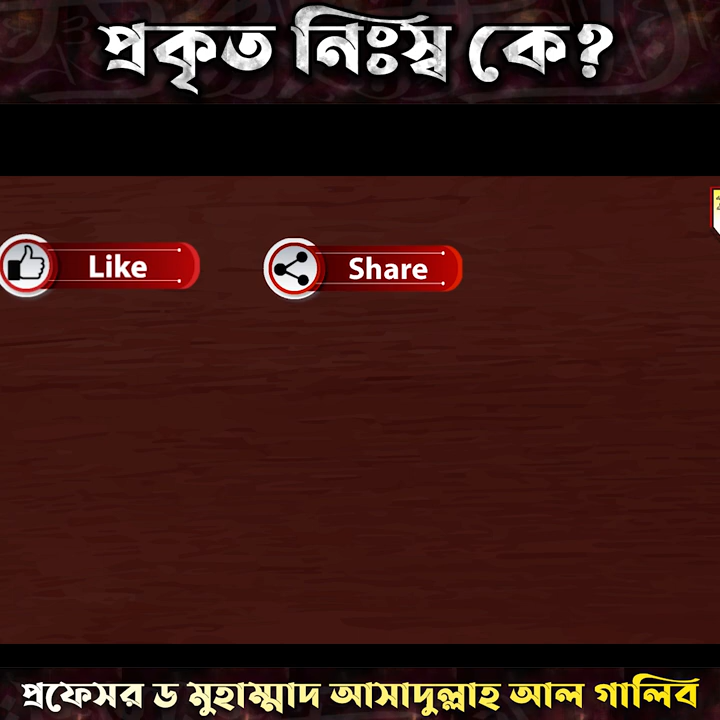 প্রকৃত নিঃস্ব কে?
Like
Share
প্রফেসর ড মুহাম্মাদ আসাদুল্লাহ আল গালিব